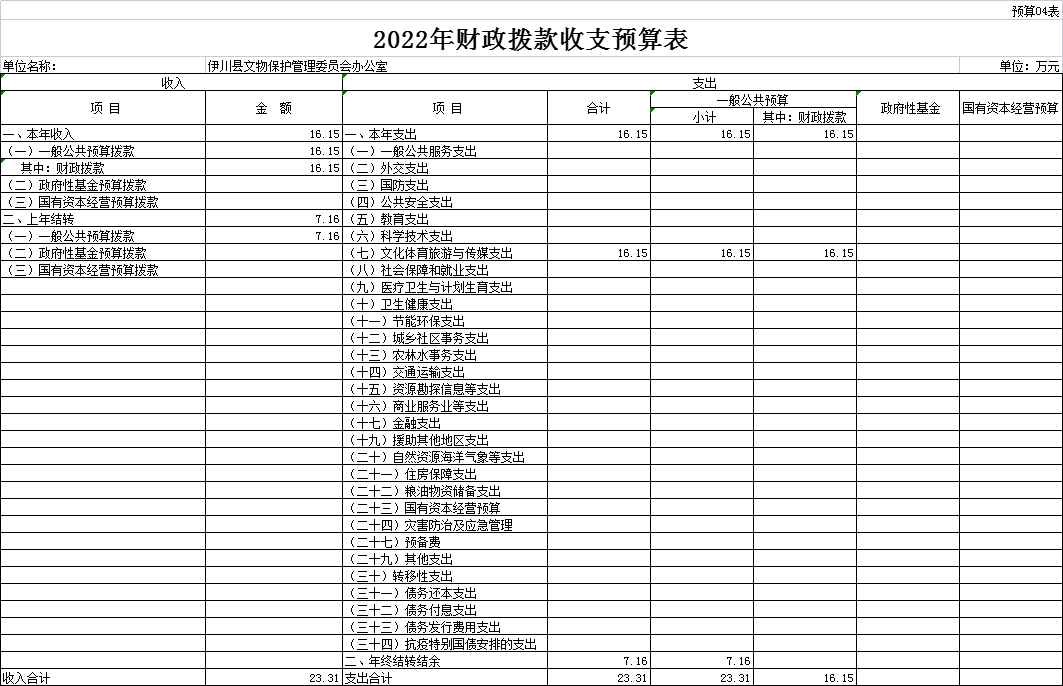 预算04表
2022年财政拨款收支预算表
单位名称： 伊川县文物保护管理委员会办公室 单位：万元
收入 支出
项 目 金 额 项 目 合计 一般公共预算 政府性基金 国有资本经营预算
小计 其中：财政拨款
一、本年收入 16.15 一、本年支出 16.15 16.15 16.15
（一）一般公共预算拨款 16.15 （一）一般公共服务支出
其中：财政拨款 16.15 （二）外交支出
（二）政府性基金预算拨款 （三）国防支出
（三）国有资本经营预算拨款 （四）公共安全支出
二、上年结转 7.16 （五）教育支出
（一）一般公共预算拨款 7.16 （六）科学技术支出
（二）政府性基金预算拨款 （七）文化体育旅游与传媒支出 16.15 16.15 16.15
（三）国有资本经营预算拨款 （八）社会保障和就业支出
（九）医疗卫生与计划生育支出
（十）卫生健康支出
（十一）节能环保支出
（十二）城乡社区事务支出
（十三）农林水事务支出
（十四）交通运输支出
（十五）资源勘探信息等支出
（十六）商业服务业等支出
（十七）金融支出
（十九）援助其他地区支出
（二十）自然资源海洋气象等支出
（二十一）住房保障支出
（二十二）粮油物资储备支出
（二十三）国有资本经营预算
（二十四）灾害防治及应急管理
（二十七）预备费
（二十九）其他支出
（三十）转移性支出
（三十一）债务还本支出
（三十二）债务付息支出
（三十三）债务发行费用支出
（三十四）抗疫特别国债安排的支出
二、年终结转结余 7.16 7.16
收入合计 23.31 支出合计 23.31 23.31 16.15